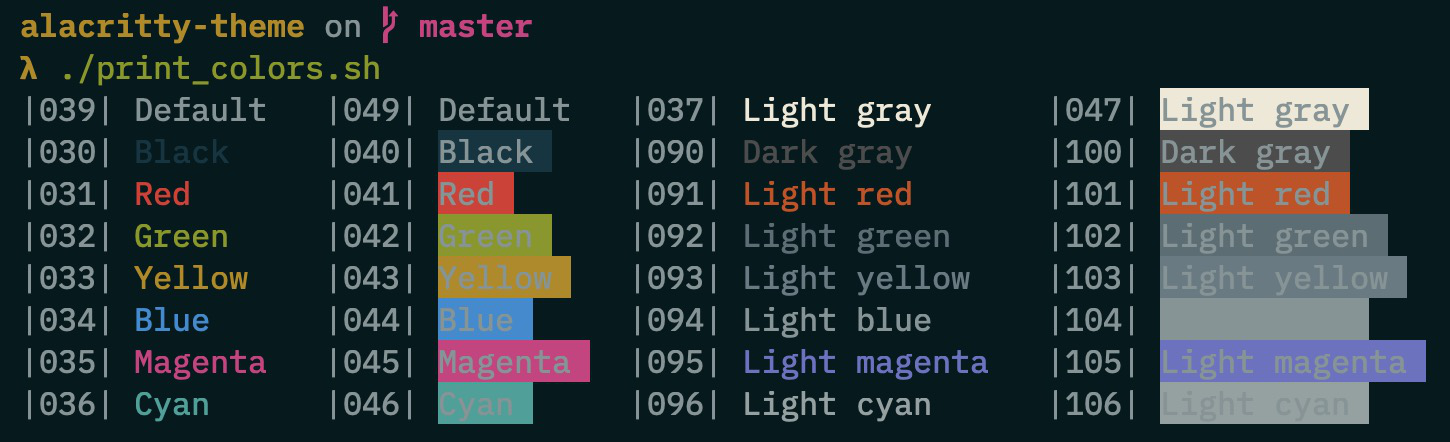 alacritty-theme on master
λ ./print_colors.sh
|039| Default |049| Default |037| Light gray |047| Light gray
|030| Black |040| Black |090| Dark gray |100| Dark gray
|031| Red |041| Red |091| Light red |101| Light red
|032| Green |042| Green |092| Light green |102| Light green
|033| Yellow |043| Yellow |093| Light yellow |103| Light yellow
|034| Blue |044| Blue |094| Light blue |104|
|035| Magenta |045| Magenta |095| Light magenta |105| Light magenta
|036| Cyan |046| Cyan |096| Light cyan |106| Light cyan